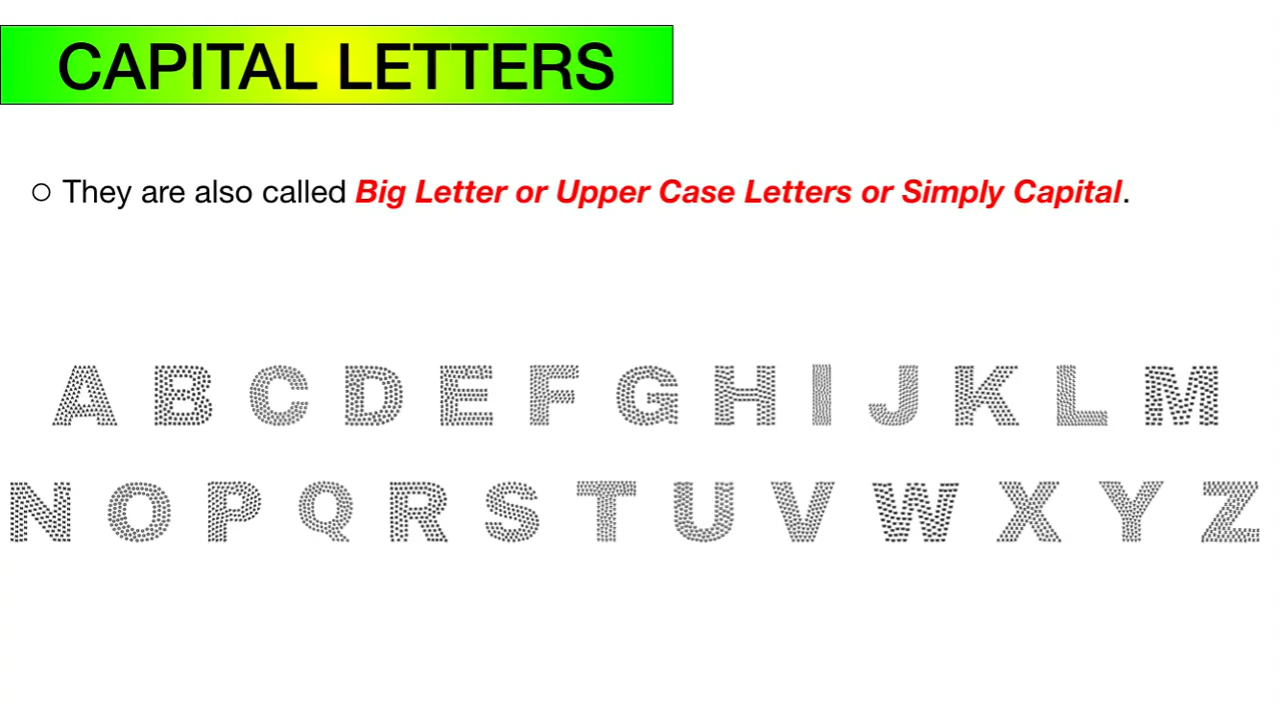 CAPITAL LETTERS
They are also called Big Letter or Upper Case Letters or Simply Capital.
A B C D E F G H I J K L M
N O P Q R S T U V W X Y Z